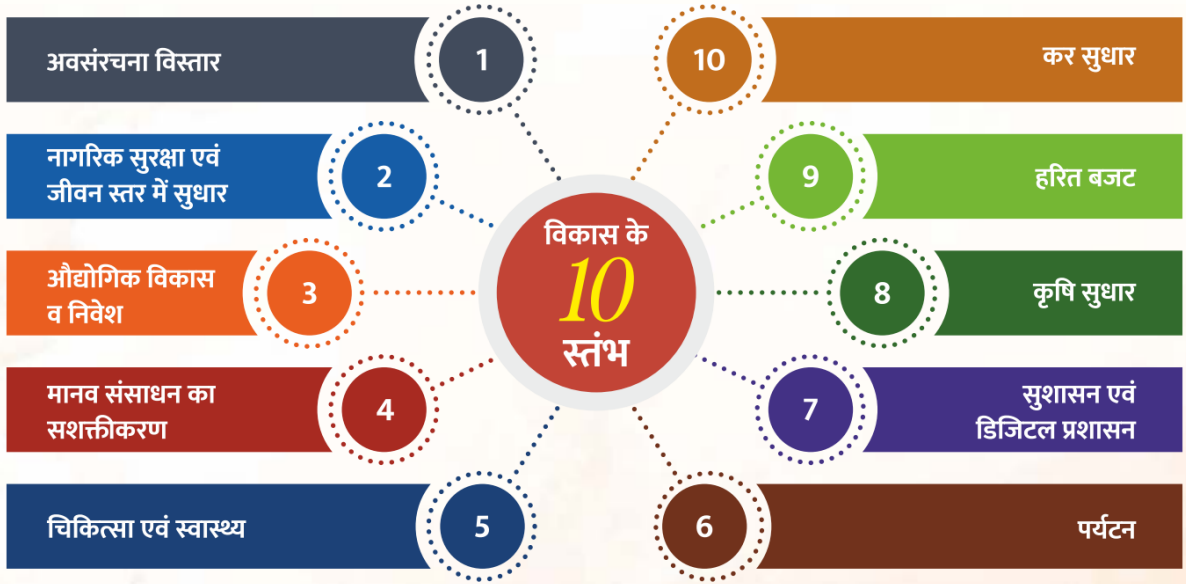 विकास के
10
स्तंभ
1
अवसंरचना विस्तार
2
नागरिक सुरक्षा एवं
जीवन स्तर में सुधार
3
औद्योगिक विकास
व निवेश
4
मानव संसाधन का
सशक्तीकरण
5
चिकित्सा एवं स्वास्थ्य
6
पर्यटन
7
सुशासन एवं
डिजिटल प्रशासन
8
कृषि सुधार
9
हरित बजट
10
कर सुधार